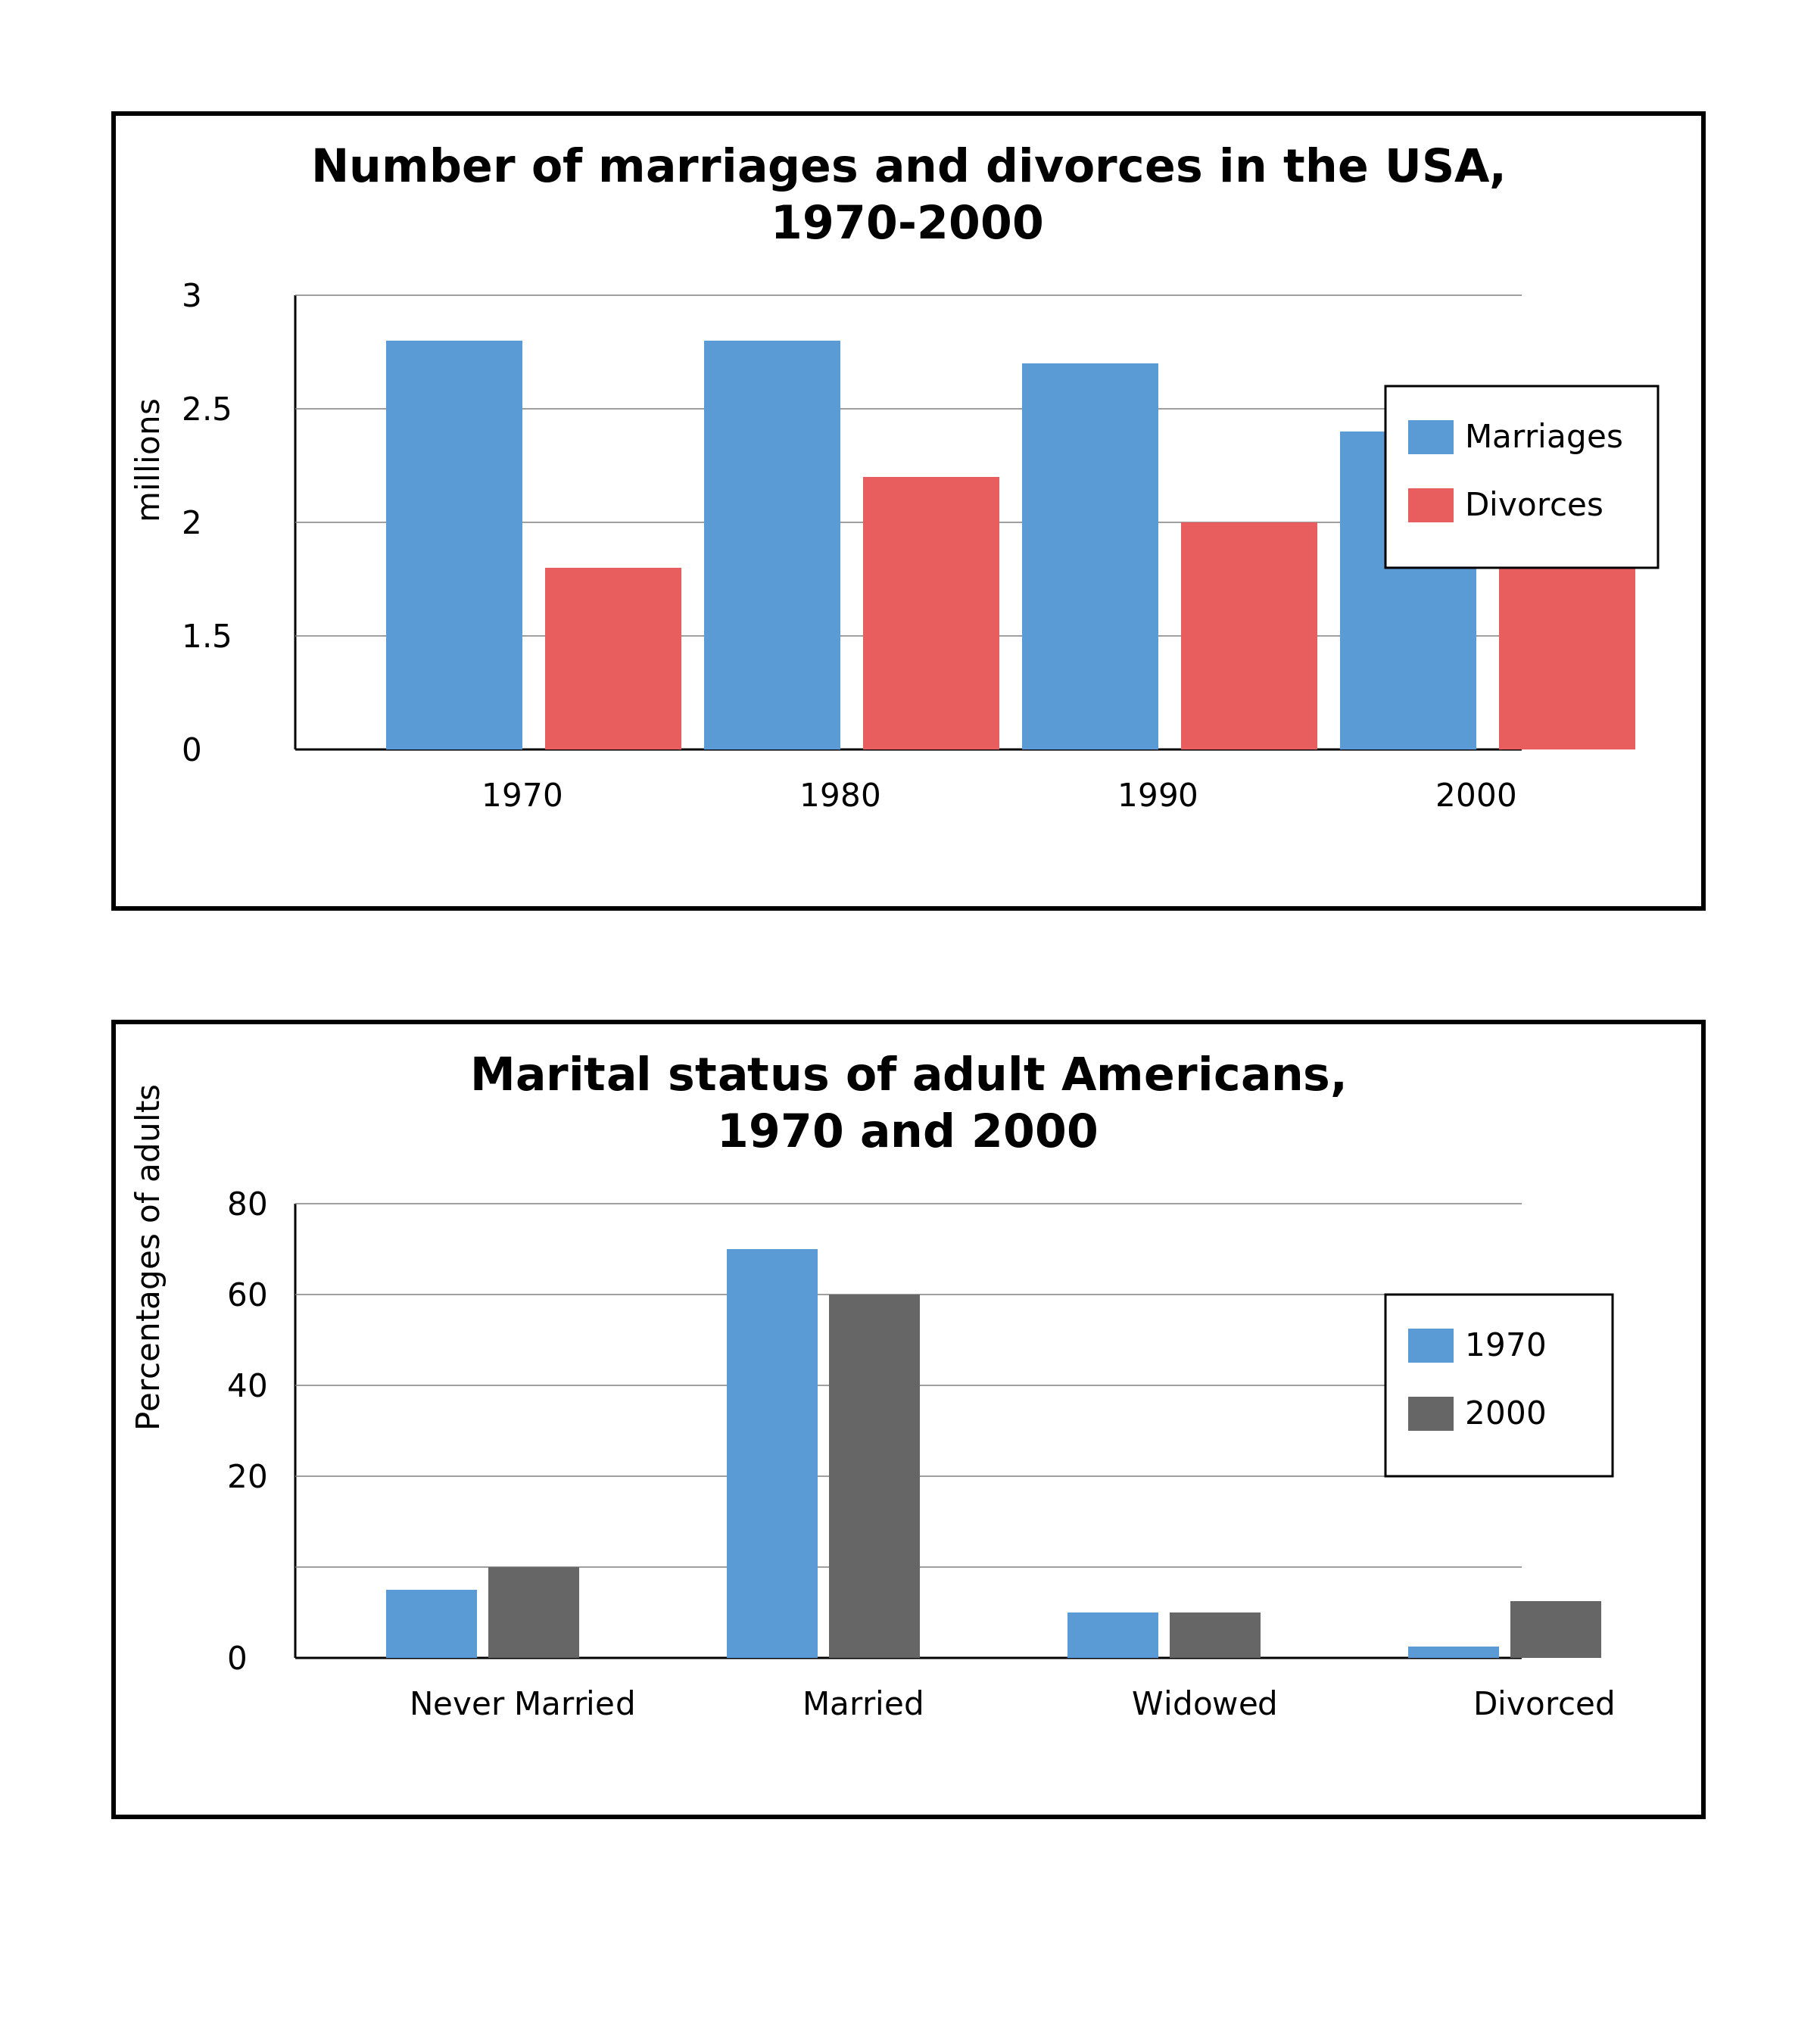 Number of marriages and divorces in the USA,
1970-2000
3
2.5
2
1.5
0
millions
Marriages
Divorces
1970 1980 1990 2000
Marital status of adult Americans,
1970 and 2000
80
60
40
20
0
Percentages of adults
1970
2000
Never Married Married Widowed Divorced